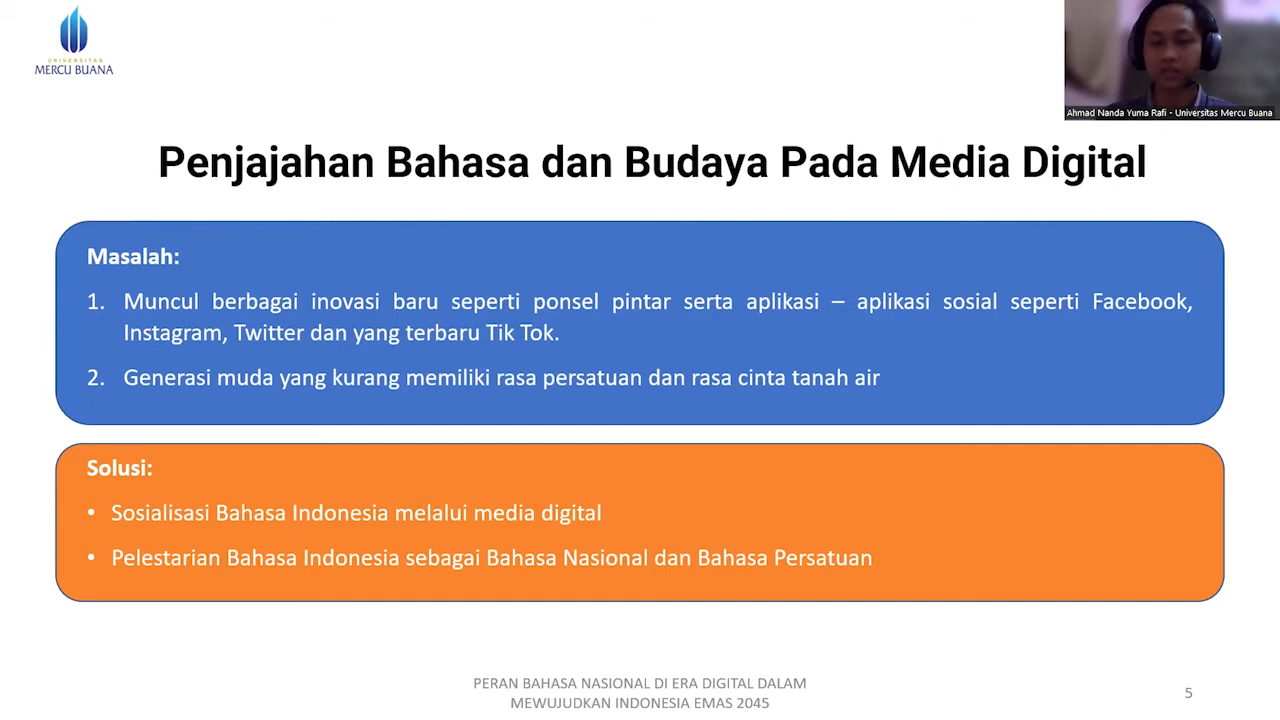 UNIVERSITAS
MERCU BUANA
Ahmad Nanda Yuma Rafi - Universitas Mercu Buana
Penjajahan Bahasa dan Budaya Pada Media Digital
Masalah:
1. Muncul berbagai inovasi baru seperti ponsel pintar serta aplikasi – aplikasi sosial seperti Facebook,
Instagram, Twitter dan yang terbaru Tik Tok.
2. Generasi muda yang kurang memiliki rasa persatuan dan rasa cinta tanah air
Solusi:
• Sosialisasi Bahasa Indonesia melalui media digital
• Pelestarian Bahasa Indonesia sebagai Bahasa Nasional dan Bahasa Persatuan
PERAN BAHASA NASIONAL DI ERA DIGITAL DALAM
MEWUJUDKAN INDONESIA EMAS 2045
5